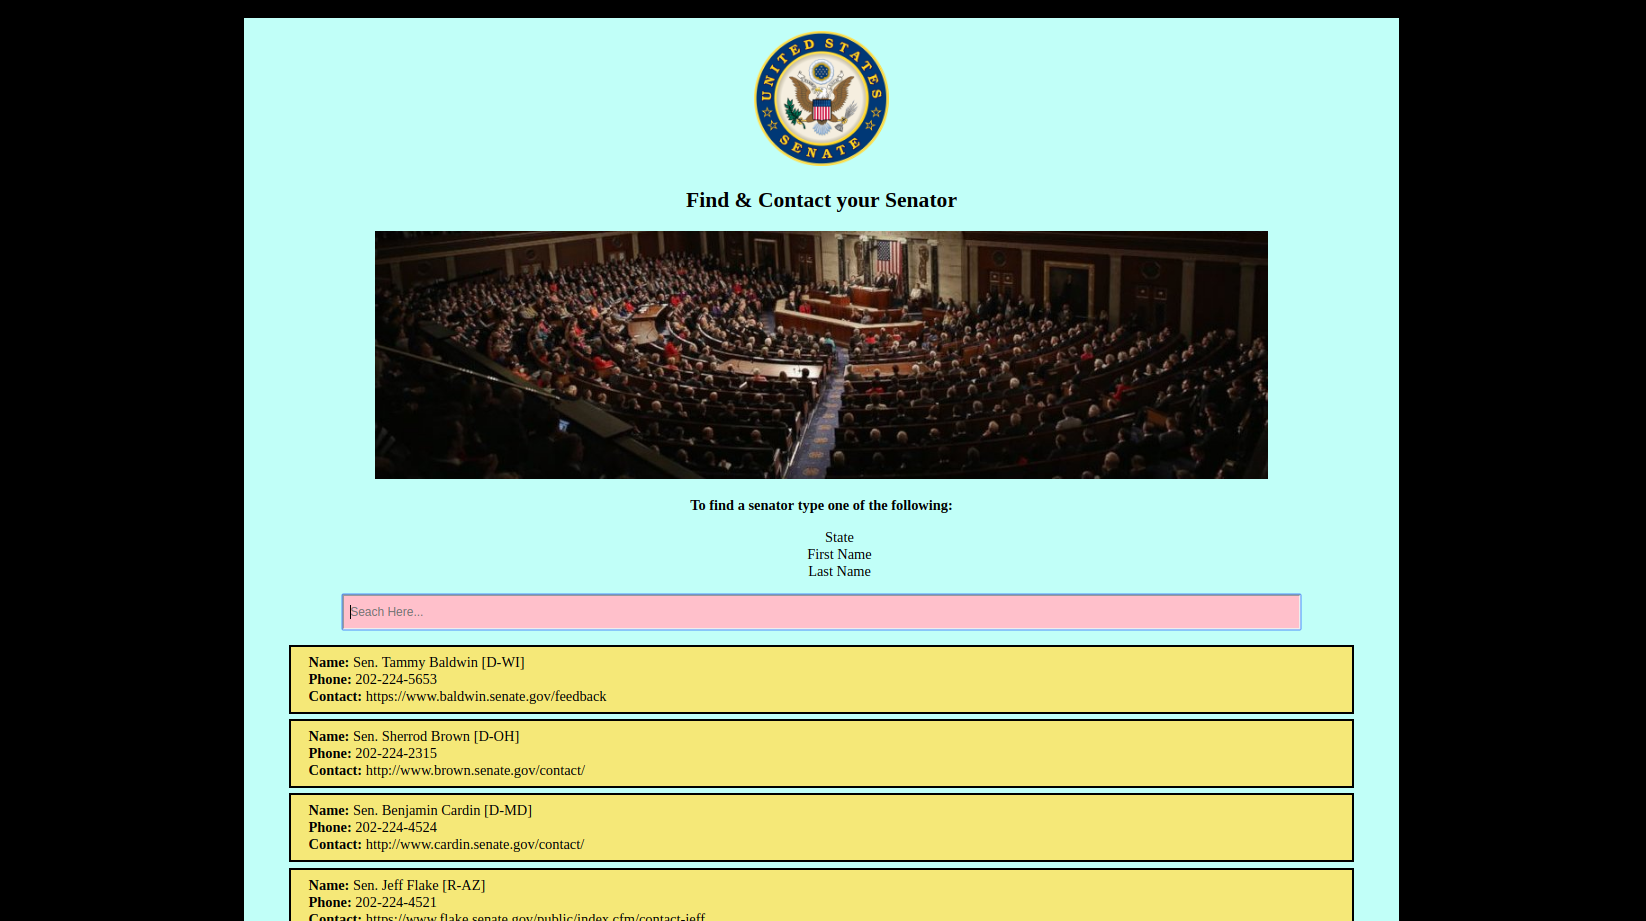 UNITED STATES
SENATE
Find & Contact your Senator
To find a senator type one of the following:
State
First Name
Last Name
Seach Here...
Name: Sen. Tammy Baldwin [D-WI]
Phone: 202-224-5653
Contact: https://www.baldwin.senate.gov/feedback
Name: Sen. Sherrod Brown [D-OH]
Phone: 202-224-2315
Contact: http://www.brown.senate.gov/contact/
Name: Sen. Benjamin Cardin [D-MD]
Phone: 202-224-4524
Contact: http://www.cardin.senate.gov/contact/
Name: Sen. Jeff Flake [R-AZ]
Phone: 202-224-4521
Contact: https://www.flake.senate.gov/public/index.cfm/contact-jeff